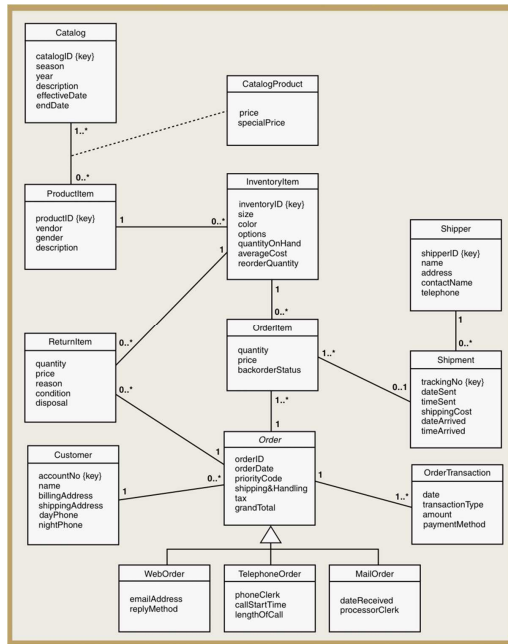 Catalog
catalogID {key}
season
year
description
effectiveDate
endDate
CatalogProduct
price
specialPrice
1..*
0..*
ProductItem
productID {key}
vendor
gender
description
1
0..*
InventoryItem
inventoryID {key}
size
color
options
quantityOnHand
averageCost
reorderQuantity
1
1
0..*
Shipper
shipperID {key}
name
address
contactName
telephone
1
0..*
ReturnItem
quantity
price
reason
condition
disposal
0..*
0..*
OrderItem
quantity
price
backorderStatus
1..*
0..1
1..*
1
Shipment
trackingNo {key}
dateSent
timeSent
shippingCost
dateArrived
timeArrived
Customer
accountNo {key}
name
billingAddress
shippingAddress
dayPhone
nightPhone
1
0..*
1
Order
orderID
orderDate
priorityCode
shipping&Handling
tax
grandTotal
1
1..*
OrderTransaction
date
transactionType
amount
paymentMethod
WebOrder
emailAddress
replyMethod
TelephoneOrder
phoneClerk
callStartTime
lengthOfCall
MailOrder
dateReceived
processorClerk